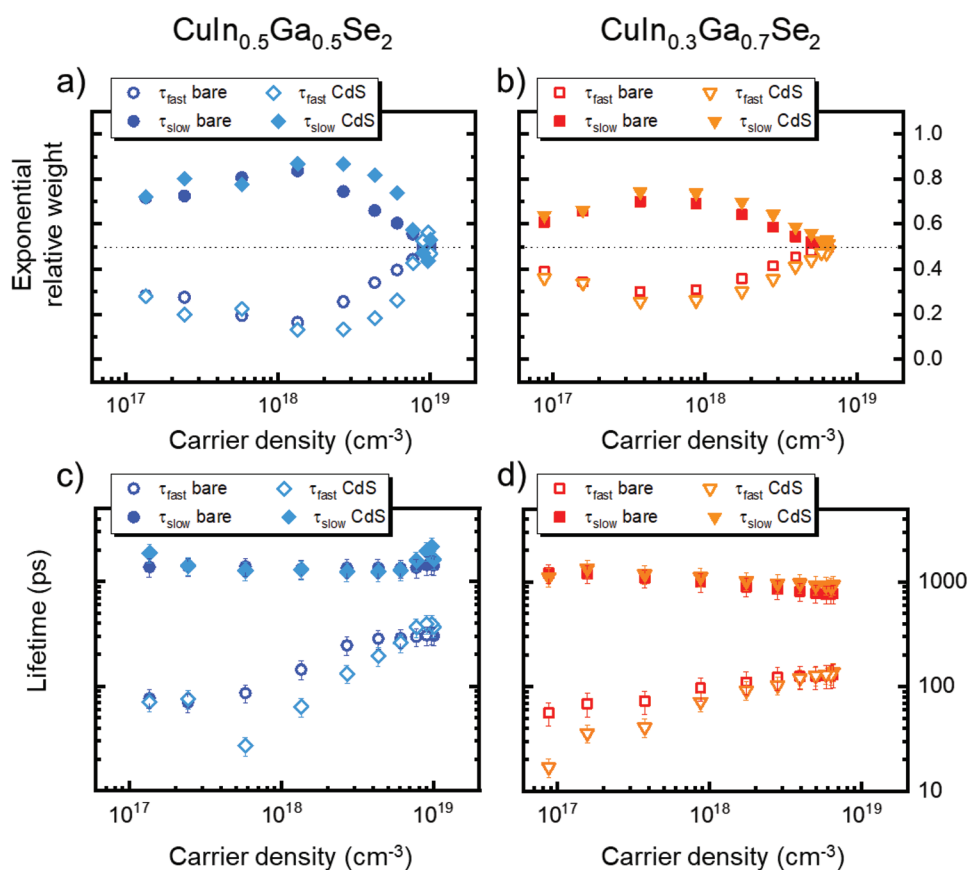 CuIn0.5Ga0.5Se2
CuIn0.3Ga0.7Se2
a)
τfast bare
τfast CdS
τslow bare
τslow CdS
b)
τfast bare
τfast CdS
τslow bare
τslow CdS
Exponential
relative weight
1.0
0.8
0.6
0.4
0.2
0.0
10^17
10^18
10^19
10^17
10^18
10^19
Carrier density (cm^-3)
Carrier density (cm^-3)
c)
τfast bare
τfast CdS
τslow bare
τslow CdS
d)
τfast bare
τfast CdS
τslow bare
τslow CdS
Lifetime (ps)
1000
100
10
10^17
10^18
10^19
10^17
10^18
10^19
Carrier density (cm^-3)
Carrier density (cm^-3)